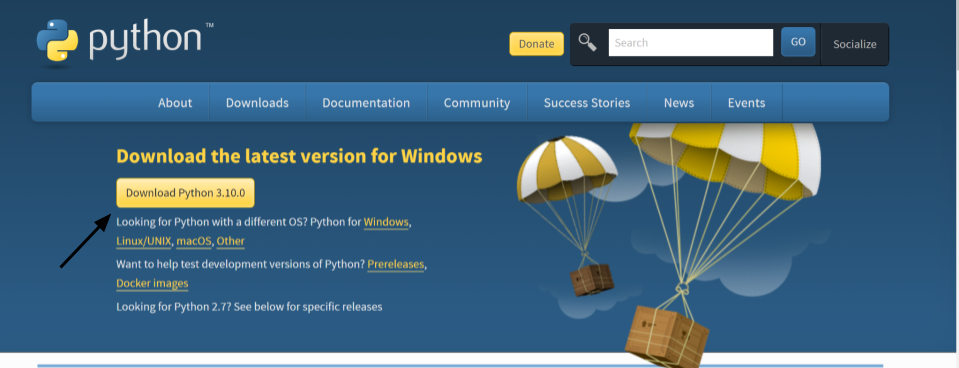 python™
Donate
Search
GO
Socialize
About
Downloads
Documentation
Community
Success Stories
News
Events
Download the latest version for Windows
Download Python 3.10.0
Looking for Python with a different OS? Python for Windows,
Linux/UNIX, macOS, Other
Want to help test development versions of Python? Prereleases,
Docker images
Looking for Python 2.7? See below for specific releases